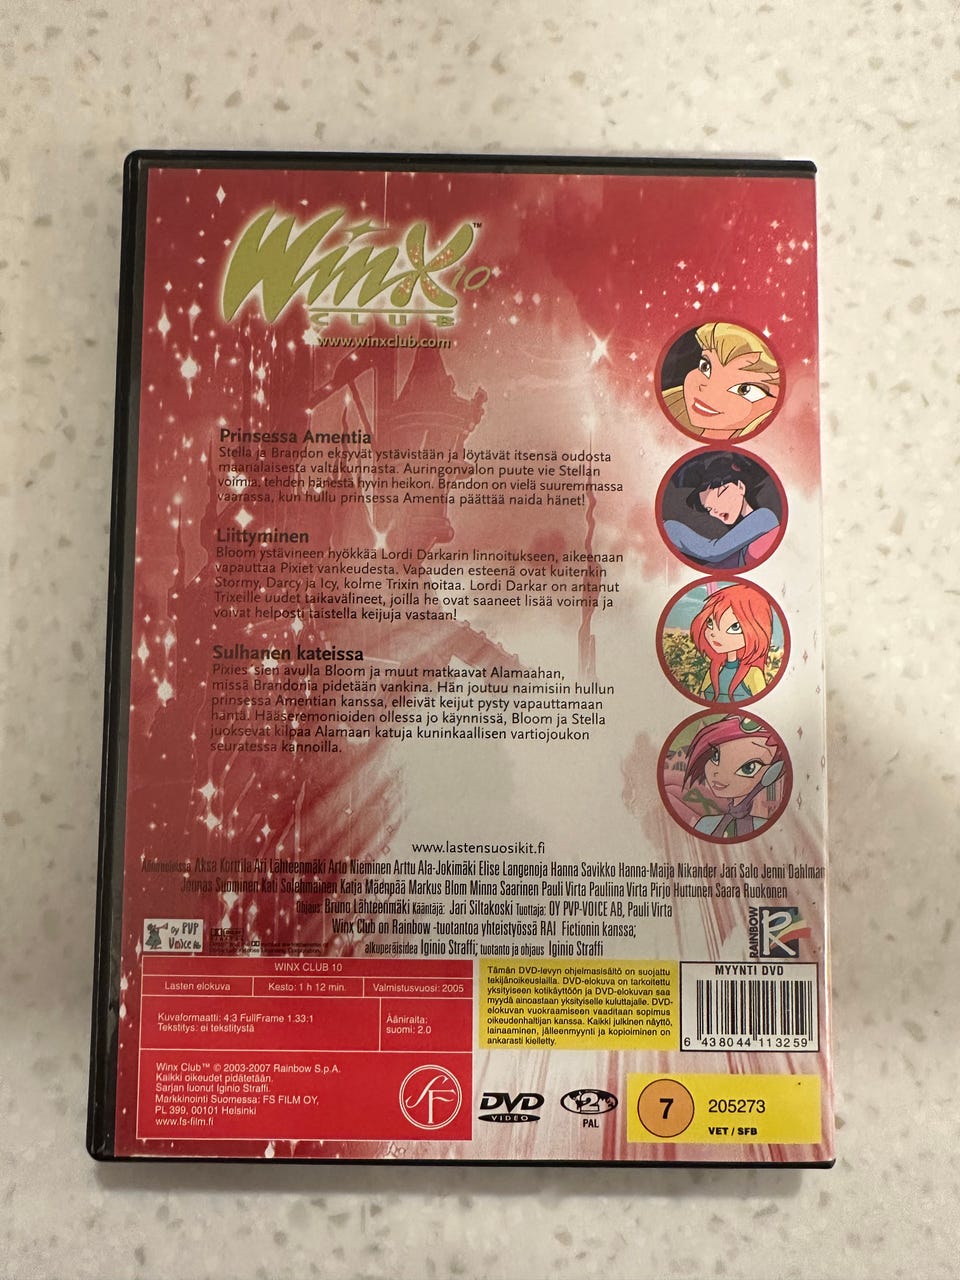 Winx™ 10
CLUB
www.winxclub.com
Prinsessa Amentia
Stella ja Brandon eksyvät ystävistään ja löytävät itsensä oudosta
maanalaisesta valtakunnasta. Auringonvalon puute vie Stellan
voimia, tehden hänestä hyvin heikon. Brandon on vielä suuremmassa
vaarassa, kun hullu prinsessa Amentia päättää naida hänet!
Liittyminen
Bloom ystävineen hyökkää Lordi Darkarin linnoitukseen, aikeenaan
vapauttaa Pixiet vankeudesta. Vapauden esteenä ovat kuitenkin
Stormy, Darcy ja Icy, kolme Trixin noitaa. Lordi Darkar on antanut
Trixeille uudet taikavälineet, joilla he ovat saaneet lisää voimia ja
voivat helposti taistella keijuja vastaan!
Sulhanen kateissa
Pixies' sien avulla Bloom ja muut matkaavat Alamaahan,
missä Brandonia pidetään vankina. Hän joutuu naimisiin hullun
prinsessa Amentian kanssa, elleivät keijut pysty vapauttamaan
häntä. Hääseremonioiden ollessa jo käynnissä, Bloom ja Stella
juoksevat kilpaa Alamaan katuja kuninkaallisen vartiojoukon
seuratessa kannoilla.
www.lastensuosikit.fi
Ääninäyttelijöinä Aksa Korttila Ari Lähteenmäki Arto Nieminen Arttu Ala-Jokimäki Elise Langenoja Hanna Savikko Hanna-Maija Nikander Jari Salo Jenni Dahlman
Joonas Suominen Kati Solehmainen Katja Mäenpää Markus Blom Minna Saarinen Pauli Virta Pauliina Virta Pirjo Huttunen Saara Ruokonen
Ohjaus: Bruno Lähteenmäki Kääntäjä: Jari Siltakoski Tuottaja: OY PVP-VOICE AB, Pauli Virta
Winx Club on Rainbow -tuotantoa yhteistyössä RAI Fictionin kanssa;
alkuperäisidea Iginio Straffi; tuotanto ja ohjaus Iginio Straffi
Oy PVP
Voice Ab
RAINBOW
WINX CLUB 10
Lasten elokuva Kesto: 1 h 12 min. Valmistusvuosi: 2005
Kuvaformaatti: 4:3 FullFrame 1.33:1
Tekstitys: ei tekstitystä
Ääniraita:
suomi: 2.0
Winx Club™ © 2003-2007 Rainbow S.p.A.
Kaikki oikeudet pidätetään.
Sarjan luonut Iginio Straffi.
Markkinointi Suomessa: FS FILM OY,
PL 399, 00101 Helsinki
www.fs-film.fi
SF
Tämän DVD-levyn ohjelmasisältö on suojattu
tekijänoikeuslailla. DVD-elokuva on tarkoitettu
yksityiseen kotikäyttöön ja DVD-elokuvan saa
myydä ainoastaan yksityiselle kuluttajalle. DVD-
elokuvan vuokraamiseen vaaditaan sopimus
oikeudenhaltijan kanssa. Kaikki julkinen näyttö,
lainaaminen, jälleenmyynti ja kopioiminen on
ankarasti kielletty.
MYYNTI DVD
6 438044 113259
DVD
VIDEO
2
PAL
7
205273
VET / SFB